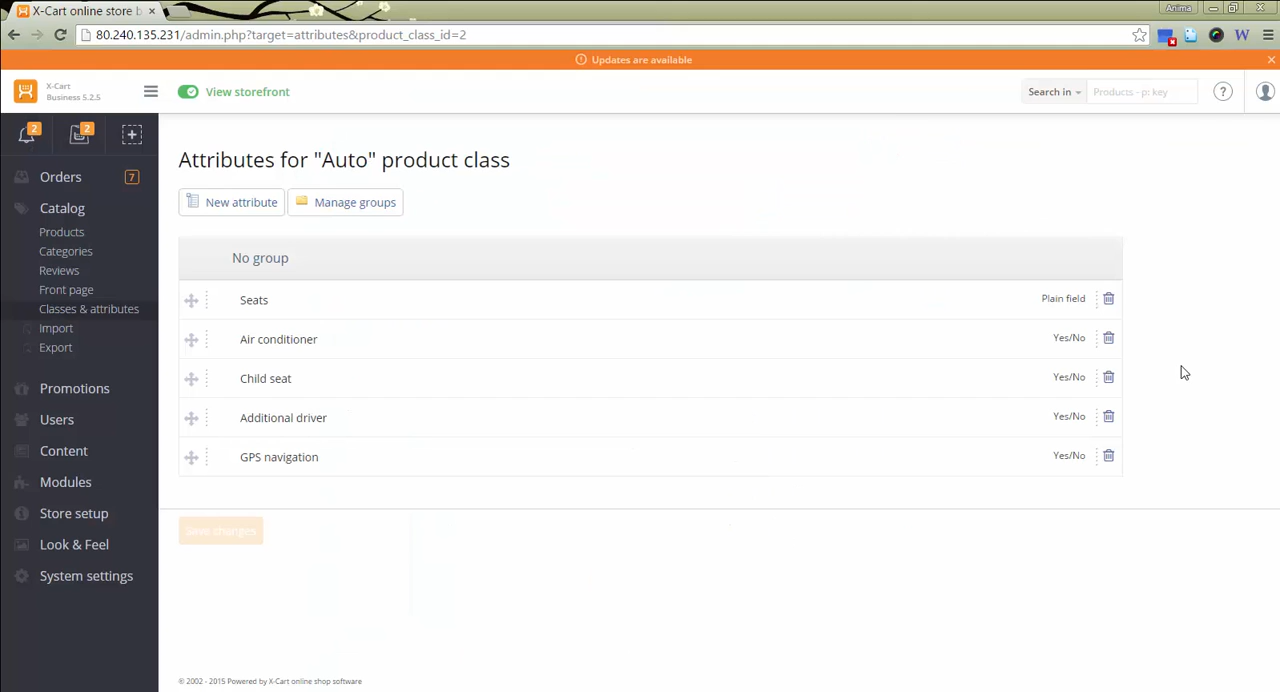 X-Cart online store b
Anima
80.240.135.231/admin.php?target=attributes&product_class_id=2
W
Updates are available
X-Cart
Business 5.2.5
View storefront
Search in
Products - p: key
?
2
2
Orders
7
Catalog
Products
Categories
Reviews
Front page
Classes & attributes
Import
Export
Promotions
Users
Content
Modules
Store setup
Look & Feel
System settings
Attributes for "Auto" product class
New attribute
Manage groups
No group
Seats
Plain field
Air conditioner
Yes/No
Child seat
Yes/No
Additional driver
Yes/No
GPS navigation
Yes/No
Save changes
© 2002 - 2015 Powered by X-Cart online shop software